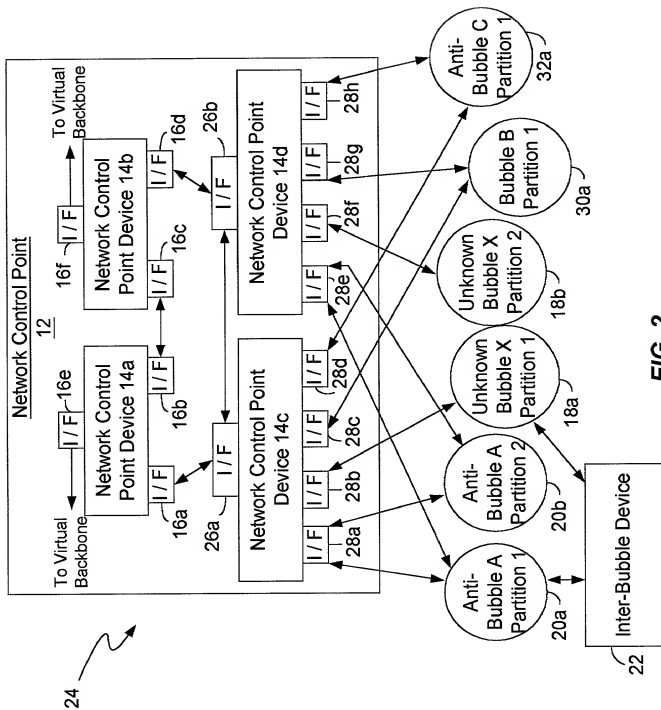 Network Control Point
12
To Virtual
Backbone
I / F
16e
16f
I / F
To Virtual
Backbone
Network Control
Point Device 14a
Network Control
Point Device 14b
I / F
I / F
I / F
I / F
16a
16b
16c
16d
26a
I / F
I / F
26b
Network Control Point
Device 14c
Network Control Point
Device 14d
I / F
I / F
I / F
I / F
I / F
I / F
I / F
I / F
28a
28b
28c
28d
28e
28f
28g
28h
24
Anti-
Bubble A
Partition 1
Anti-
Bubble A
Partition 2
Unknown
Bubble X
Partition 1
Unknown
Bubble X
Partition 2
Bubble B
Partition 1
Anti-
Bubble C
Partition 1
20a
20b
18a
18b
30a
32a
Inter-Bubble Device
22